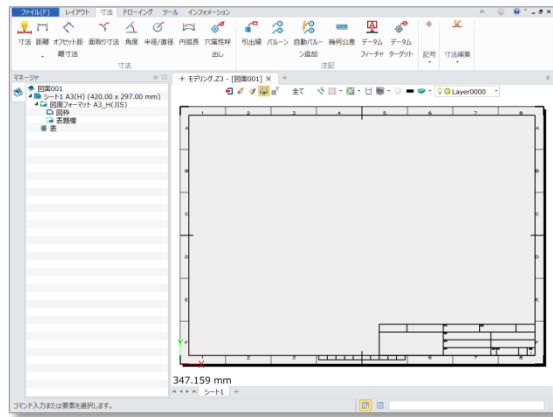 ファイル(F) レイアウト 寸法 ドローイング ツール インフォメーション
寸法 距離 オフセット距 面取り寸法 角度 半径/直径 円弧長 穴属性呼 引出線 バルーン 自動バルー 幾何公差 データム データム 記号 寸法編集
離寸法 出し ン追加 フィーチャ ターゲット
寸法 注記
マネージャ
+ モデリング.Z3 - [図面001] × +
図面001
シート1 A3(H) (420.00 x 297.00 mm)
図面フォーマット A3_H(JIS)
図枠
表題欄
表
全て Layer0000
347.159 mm
シート1 +
コマンド入力または要素を選択します。